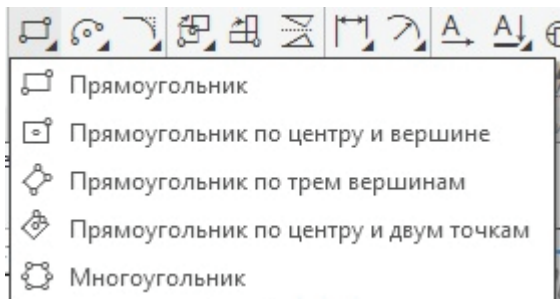 Прямоугольник
Прямоугольник по центру и вершине
Прямоугольник по трем вершинам
Прямоугольник по центру и двум точкам
Многоугольник